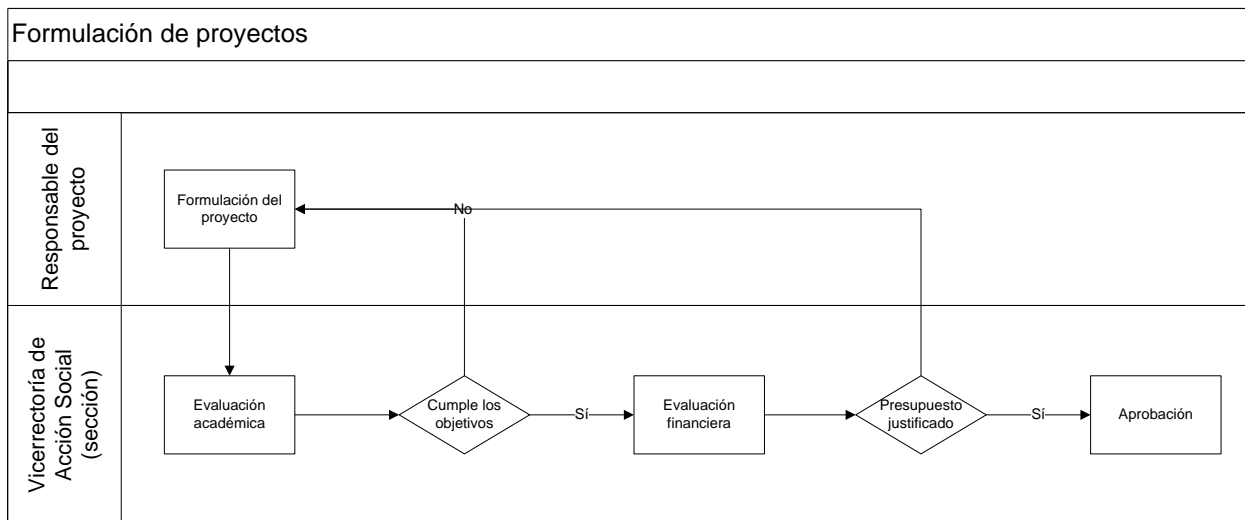 Formulación de proyectos
Responsable del
proyecto
Formulación del
proyecto
No
Vicerrectoría de
Acción Social
(sección)
Evaluación
académica
Cumple los
objetivos
Sí
Evaluación
financiera
Presupuesto
justificado
Sí
Aprobación